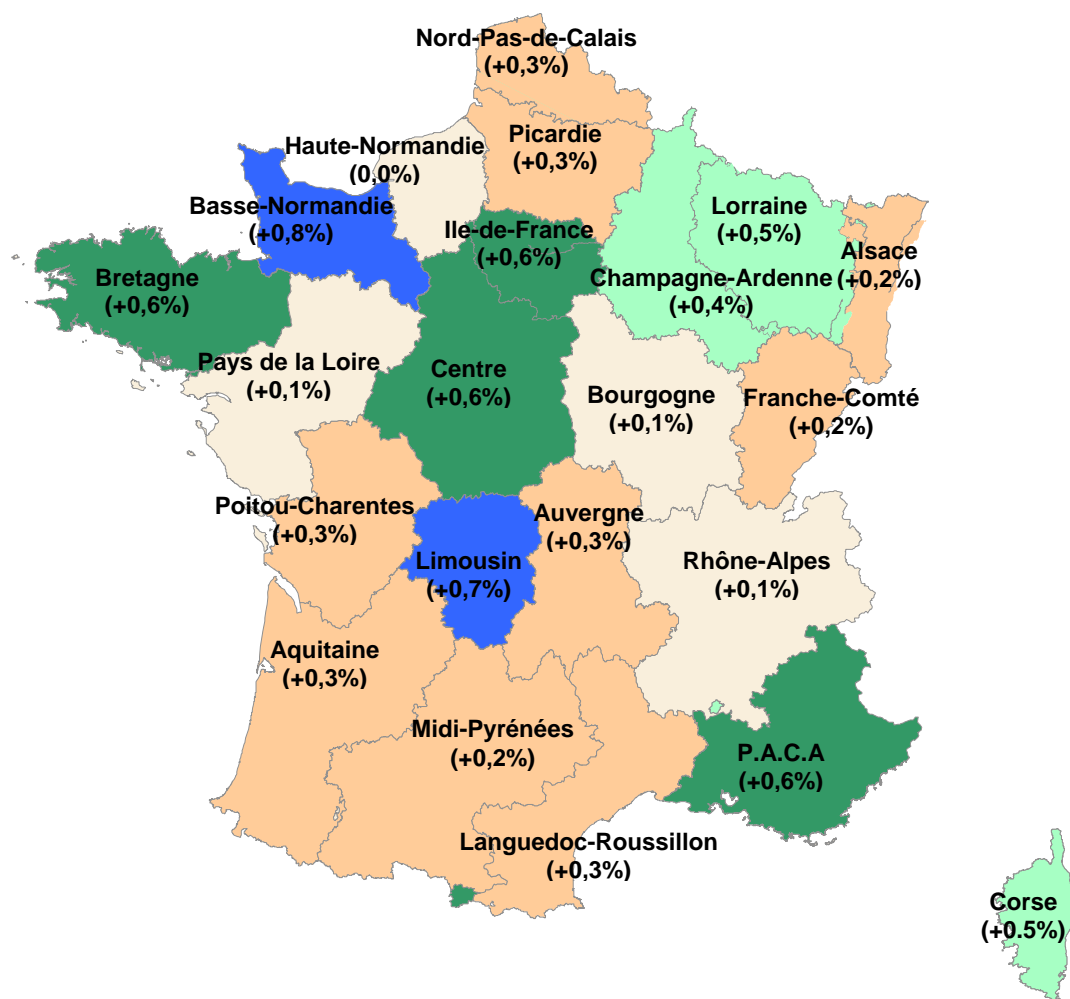 Nord-Pas-de-Calais
(+0,3%)
Picardie
(+0,3%)
Haute-Normandie
(0,0%)
Basse-Normandie
(+0,8%)
Ile-de-France
(+0,6%)
Lorraine
(+0,5%)
Alsace
(+0,2%)
Champagne-Ardenne
(+0,4%)
Bretagne
(+0,6%)
Pays de la Loire
(+0,1%)
Centre
(+0,6%)
Bourgogne
(+0,1%)
Franche-Comté
(+0,2%)
Poitou-Charentes
(+0,3%)
Limousin
(+0,7%)
Auvergne
(+0,3%)
Rhône-Alpes
(+0,1%)
Aquitaine
(+0,3%)
Midi-Pyrénées
(+0,2%)
P.A.C.A
(+0,6%)
Languedoc-Roussillon
(+0,3%)
Corse
(+0.5%)